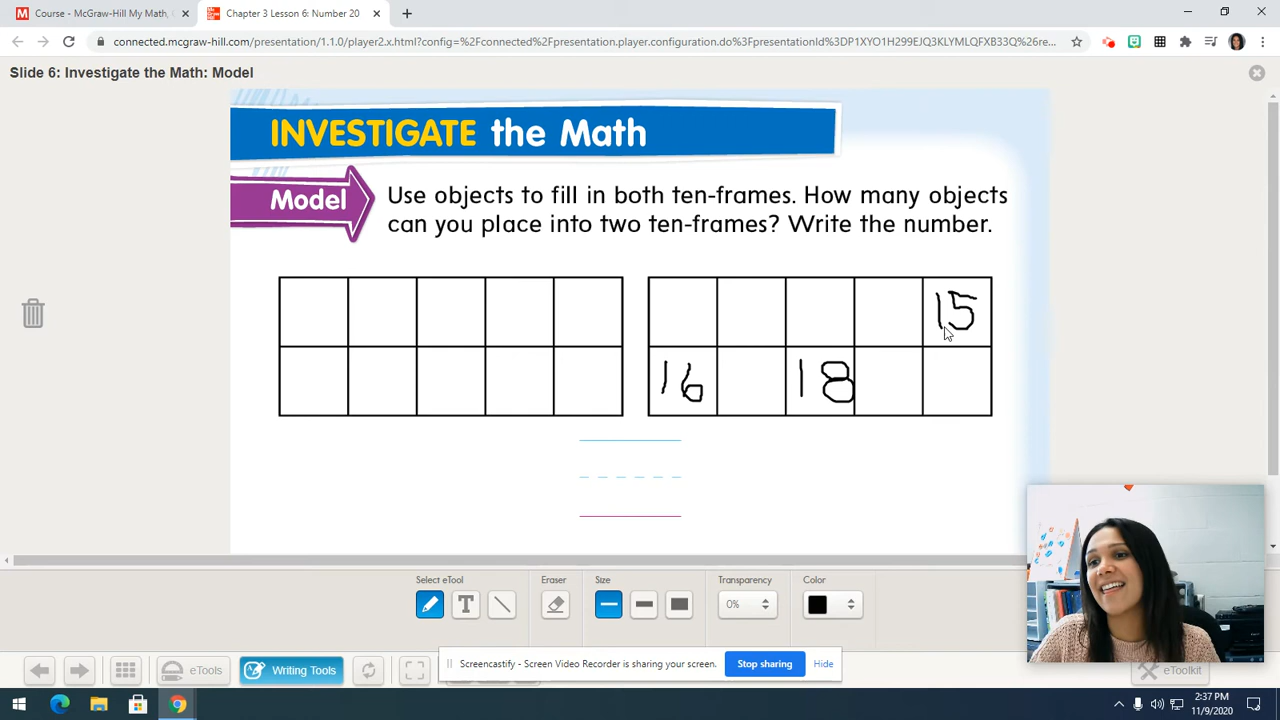 Course - McGraw-Hill My Math,
Chapter 3 Lesson 6: Number 20
connected.mcgraw-hill.com/presentation/1.1.0/player2.x.html?config=%2Fconnected%2Fpresentation.player.configuration.do%3FpresentationId%3DP1XYO1H299EJQ3KLYMLQFXB33Q%26re...
Slide 6: Investigate the Math: Model
INVESTIGATE the Math
Model
Use objects to fill in both ten-frames. How many objects
can you place into two ten-frames? Write the number.
15
16 18
Select eTool Eraser Size Transparency Color
T 0%
eTools Writing Tools eToolkit
Screencastify - Screen Video Recorder is sharing your screen. Stop sharing Hide
2:37 PM
11/9/2020